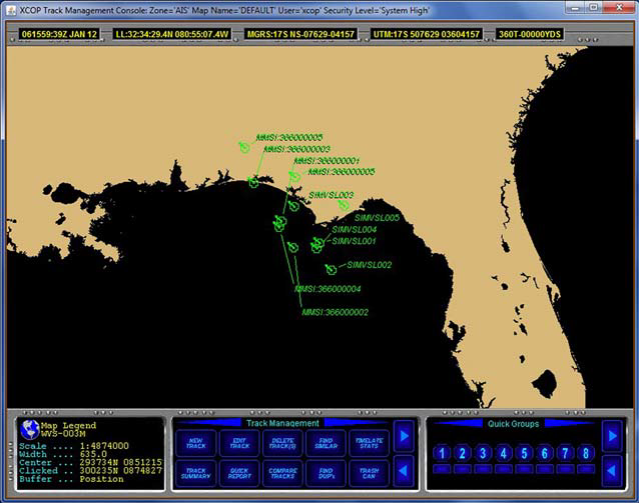 XCOP Track Management Console: Zone='AIS' Map Name='DEFAULT' User='xcop' Security Level='System High'
061559:39Z JAN 12 LL:32:34:29.4N 080:55:07.4W MGRS:17S NS-07629-04157 UTM:17S 507629 03604157 360T-00000YDS
MMSI:366000005
MMSI:366000003
MMSI:366000001
MMSI:366000005
SIMVSL003
SIMVSL005
SIMVSL004
SIMVSL001
SIMVSL002
MMSI:366000004
MMSI:366000002
Map Legend
WVS-003M
Scale .... 1:4874000
Width .... 635.0
Center ... 293734N 0851215
Clicked .. 300235N 0874827
Buffer ... Position
Track Management
NEW TRACK
EDIT TRACK
DELETE TRACK(S)
FIND SIMILAR
TIMELATE STATS
TRACK SUMMARY
QUICK REPORT
COMPARE TRACKS
FIND DUP's
TRASH CAN
Quick Groups
1 2 3 4 5 6 7 8